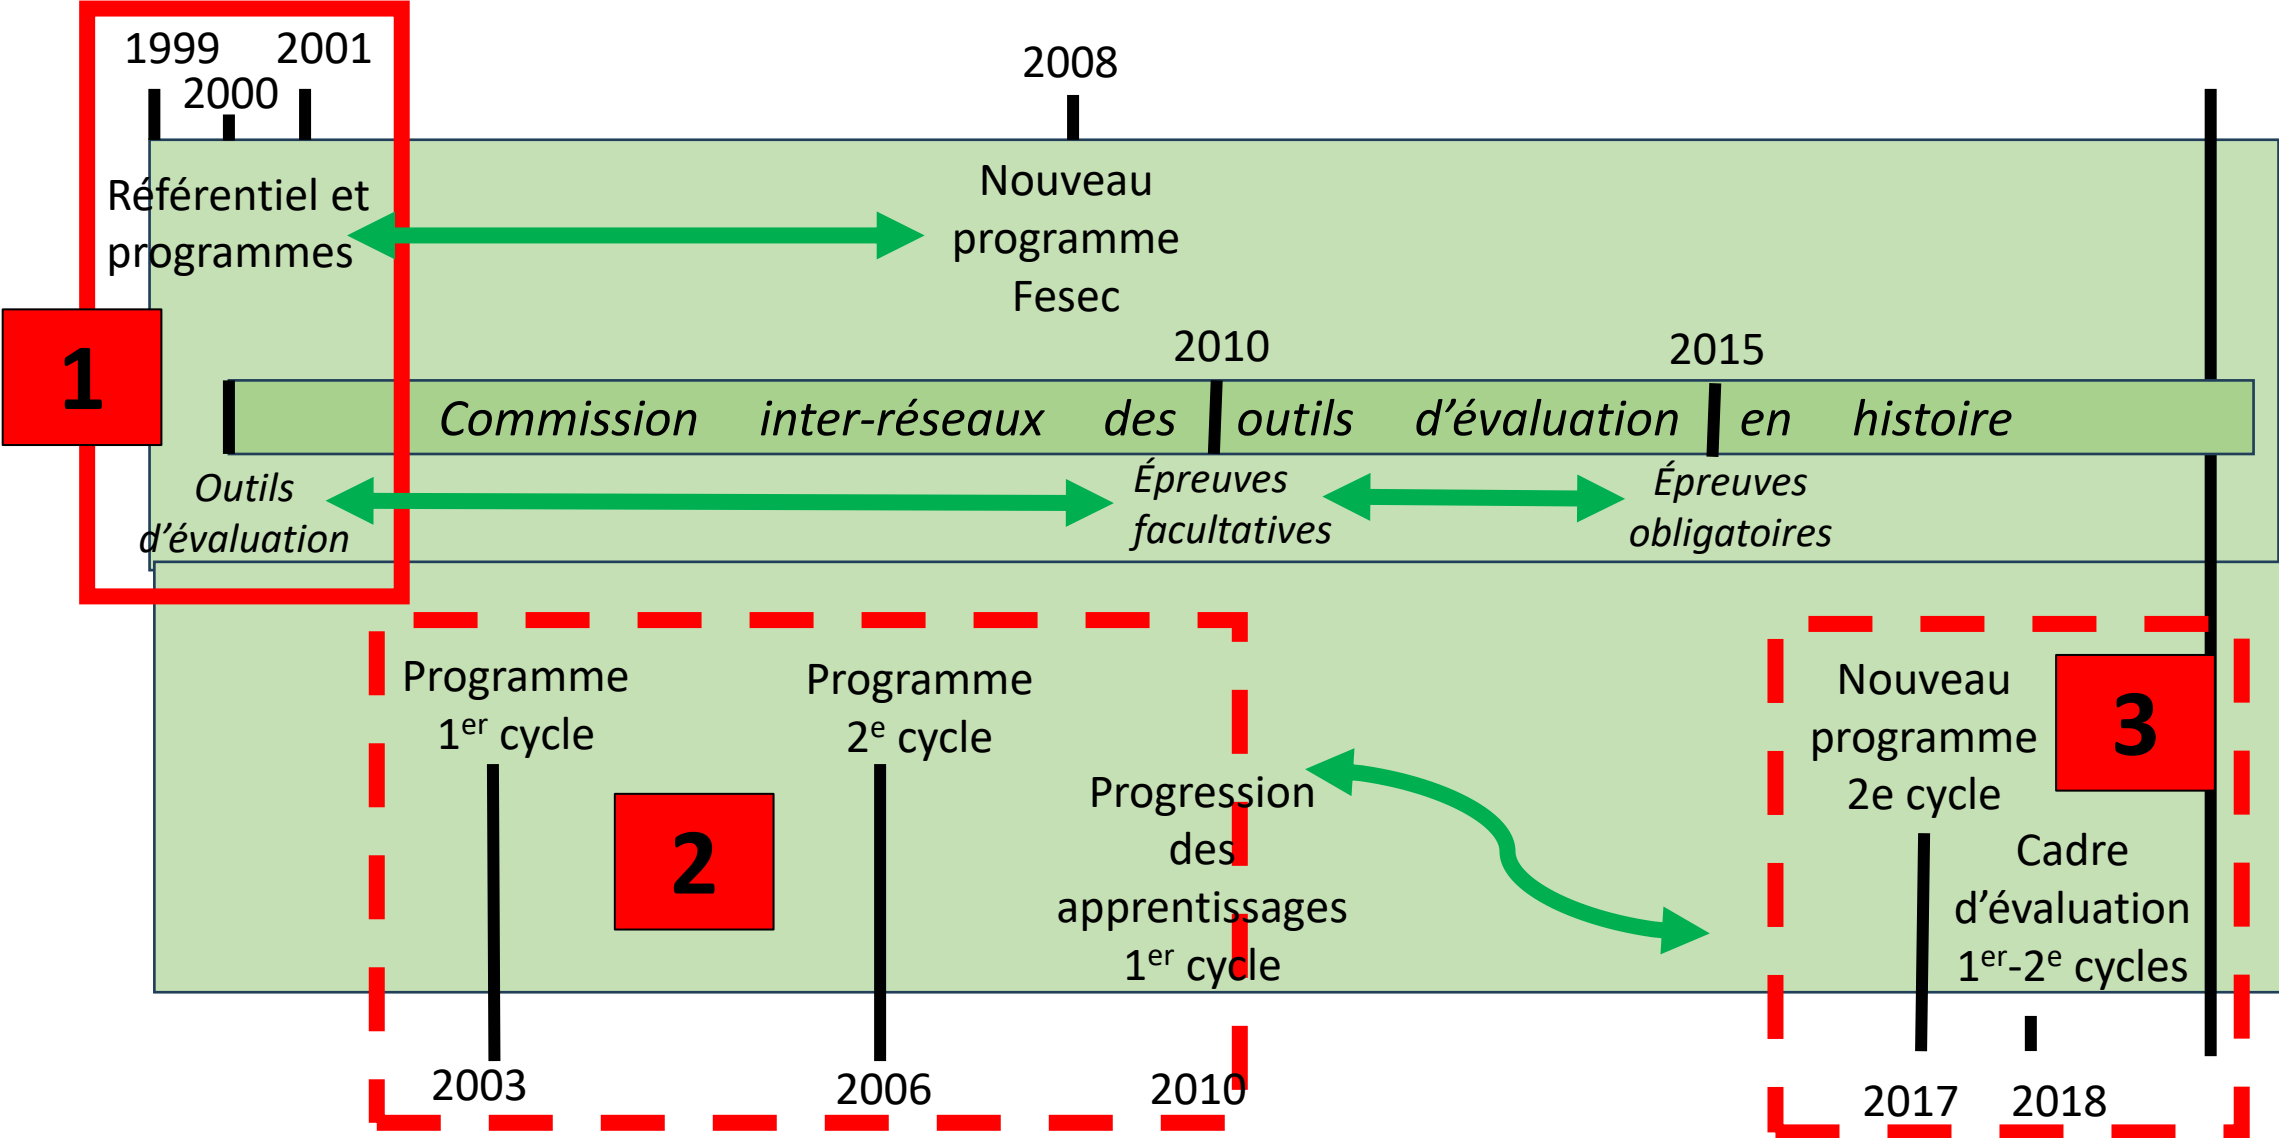 1999
2001
2000
2008
Référentiel et
programmes
Nouveau
programme
Fesec
1
2010
2015
Commission inter-réseaux des outils d’évaluation en histoire
Outils
d’évaluation
Épreuves
facultatives
Épreuves
obligatoires
Programme
1er cycle
Programme
2e cycle
2
Progression
des
apprentissages
1er cycle
Nouveau
programme
2e cycle
3
Cadre
d’évaluation
1er-2e cycles
2003
2006
2010
2017
2018